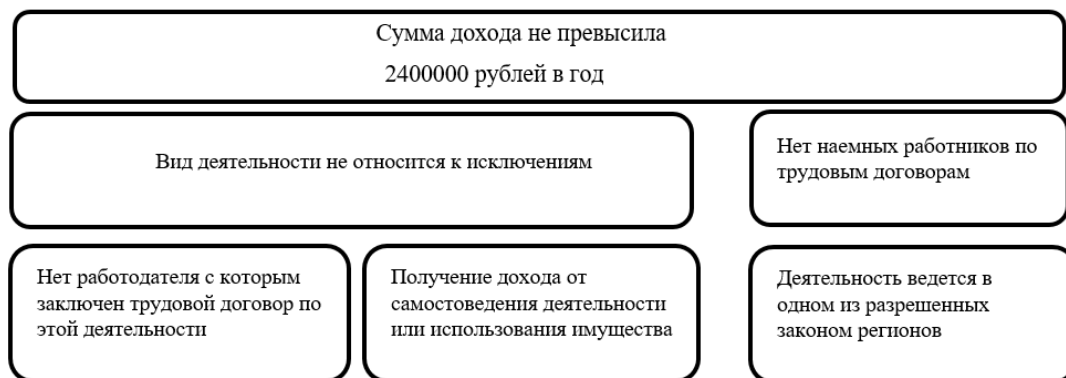 Сумма дохода не превысила
2400000 рублей в год
Вид деятельности не относится к исключениям
Нет наемных работников по
трудовым договорам
Нет работодателя с которым
заключен трудовой договор по
этой деятельности
Получение дохода от
самостоведения деятельности
или использования имущества
Деятельность ведется в
одном из разрешенных
законом регионов